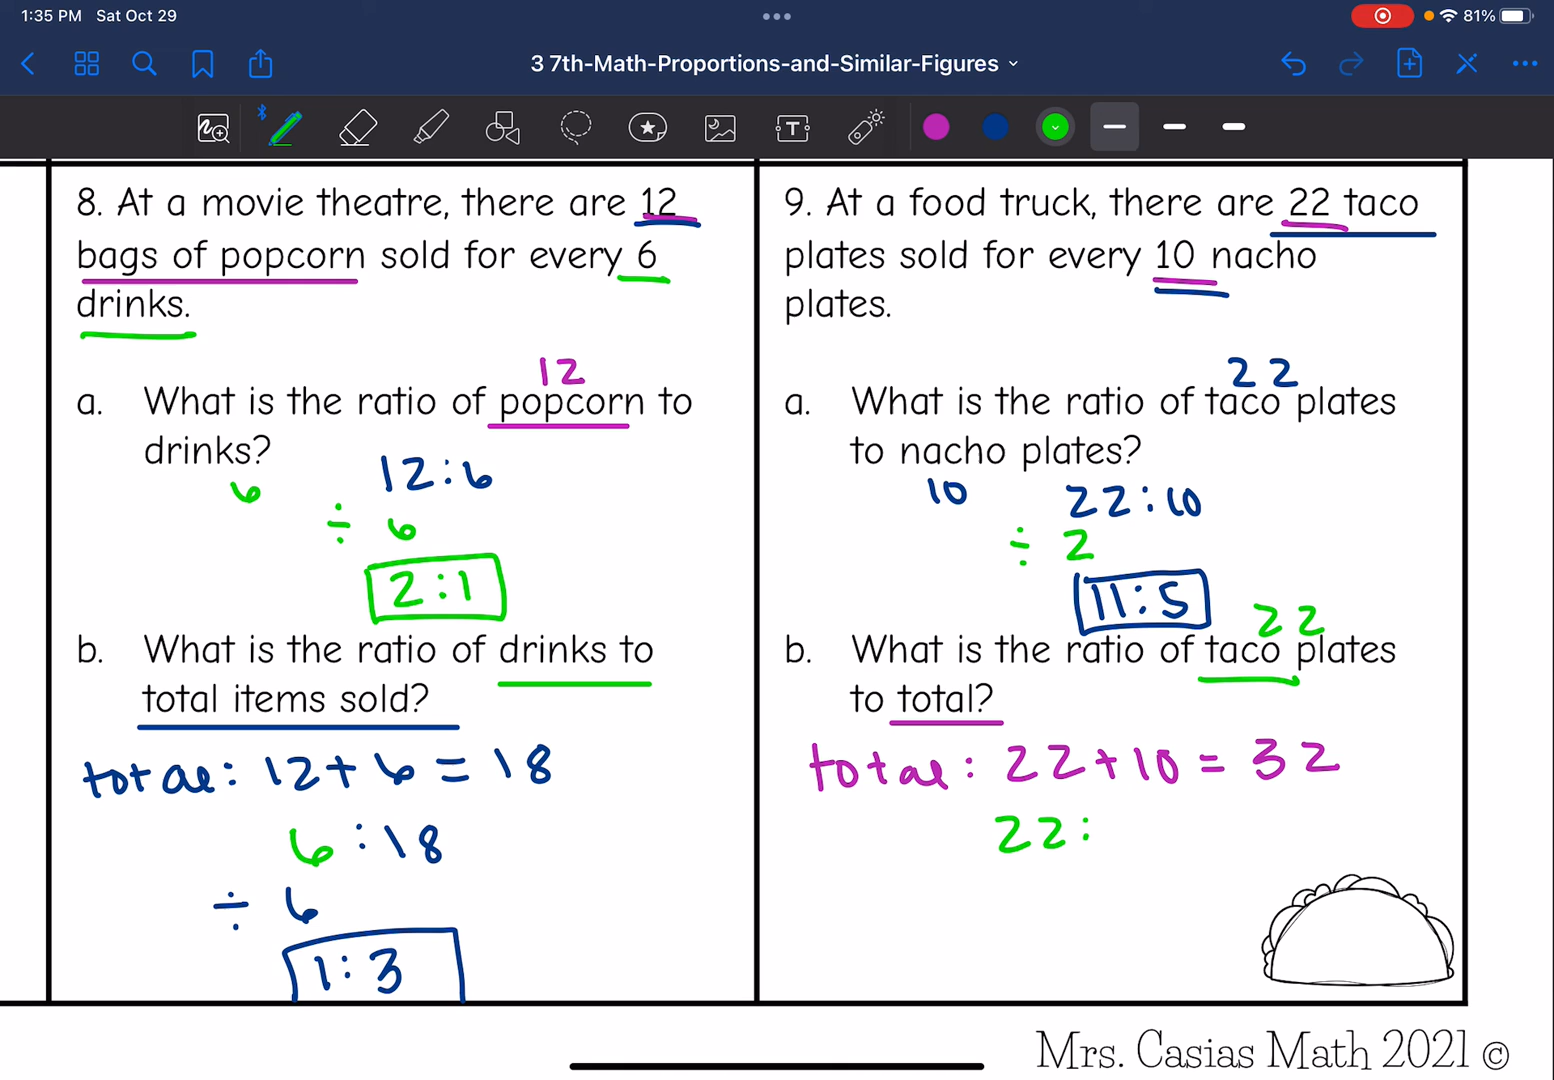 1:35 PM Sat Oct 29
81%
3 7th-Math-Proportions-and-Similar-Figures
8. At a movie theatre, there are 12
bags of popcorn sold for every 6
drinks.
12
a. What is the ratio of popcorn to
drinks?
6
12:6
÷ 6
2:1
b. What is the ratio of drinks to
total items sold?
total: 12+6=18
6:18
÷ 6
1:3
9. At a food truck, there are 22 taco
plates sold for every 10 nacho
plates.
22
a. What is the ratio of taco plates
to nacho plates?
10
22:10
÷ 2
11:5
22
b. What is the ratio of taco plates
to total?
total: 22+10=32
22:
Mrs. Casias Math 2021 ©